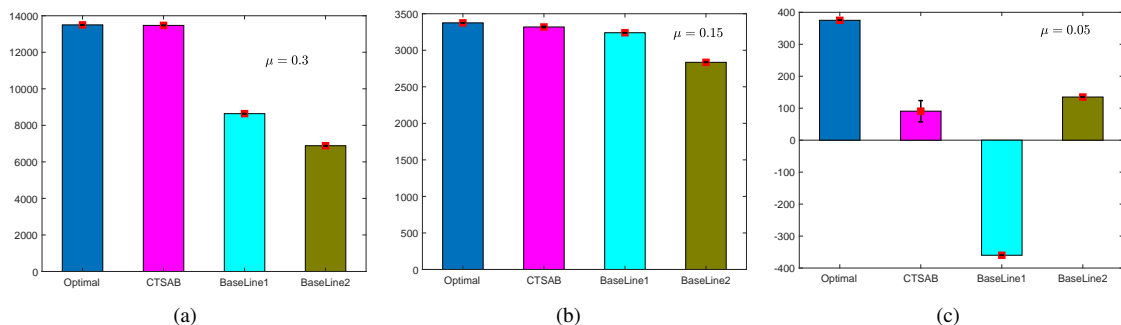 14000
12000
10000
8000
6000
4000
2000
0
μ = 0.3
Optimal CTSAB BaseLine1 BaseLine2
(a)
3500
3000
2500
2000
1500
1000
500
0
μ = 0.15
Optimal CTSAB BaseLine1 BaseLine2
(b)
400
300
200
100
0
-100
-200
-300
-400
μ = 0.05
Optimal CTSAB BaseLine1 BaseLine2
(c)